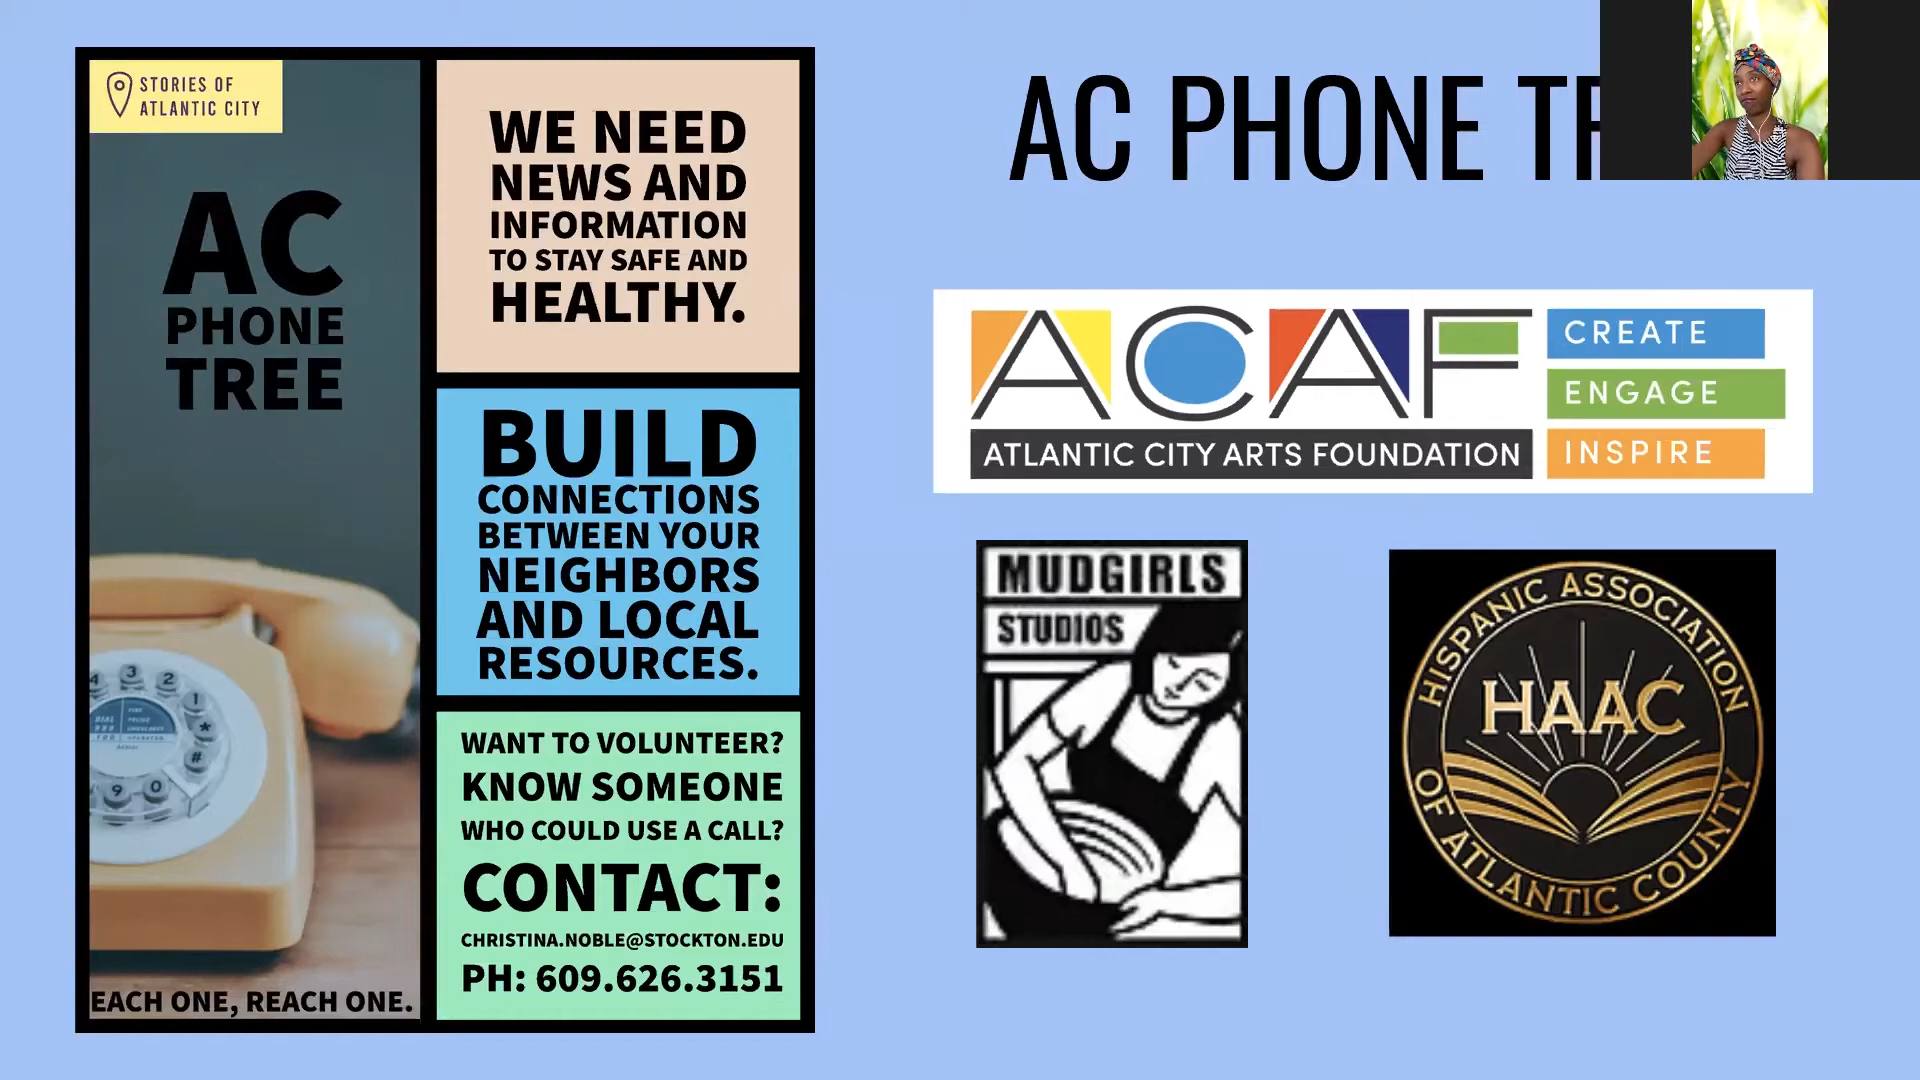 STORIES OF
ATLANTIC CITY
AC
PHONE
TREE
EACH ONE, REACH ONE.
WE NEED
NEWS AND
INFORMATION
TO STAY SAFE AND
HEALTHY.
BUILD
CONNECTIONS
BETWEEN YOUR
NEIGHBORS
AND LOCAL
RESOURCES.
WANT TO VOLUNTEER?
KNOW SOMEONE
WHO COULD USE A CALL?
CONTACT:
CHRISTINA.NOBLE@STOCKTON.EDU
PH: 609.626.3151
AC PHONE TR
ACAF
ATLANTIC CITY ARTS FOUNDATION
CREATE
ENGAGE
INSPIRE
MUDGIRLS
STUDIOS
HISPANIC ASSOCIATION
HAAC
OF ATLANTIC COUNTY